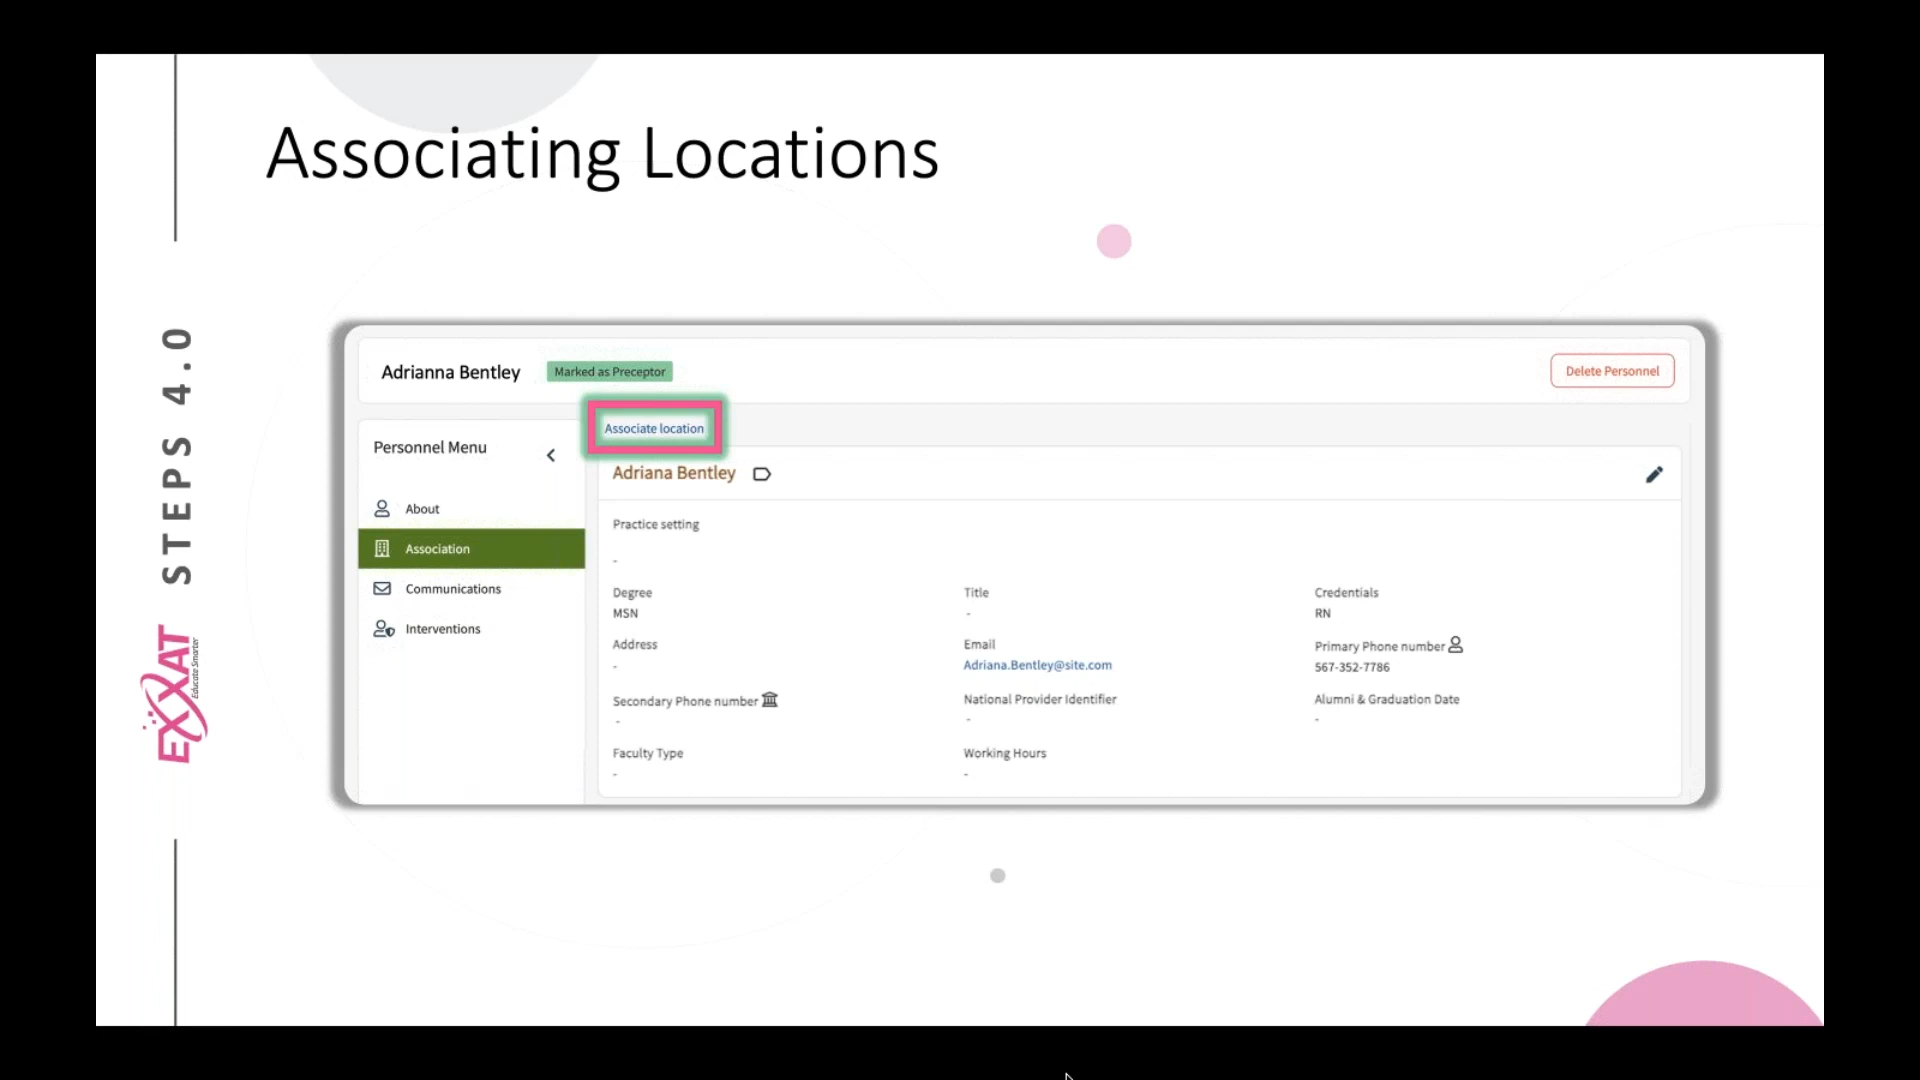 Associating Locations
STEPS 4.0
EXXAT
Educate Smarter
Adrianna Bentley
Marked as Preceptor
Delete Personnel
Associate location
Personnel Menu
Adriana Bentley
About
Association
Communications
Interventions
Practice setting
-
Degree
Title
Credentials
MSN
-
RN
Address
Email
Primary Phone number
-
Adriana.Bentley@site.com
567-352-7786
Secondary Phone number
National Provider Identifier
Alumni & Graduation Date
-
-
-
Faculty Type
Working Hours
-
-